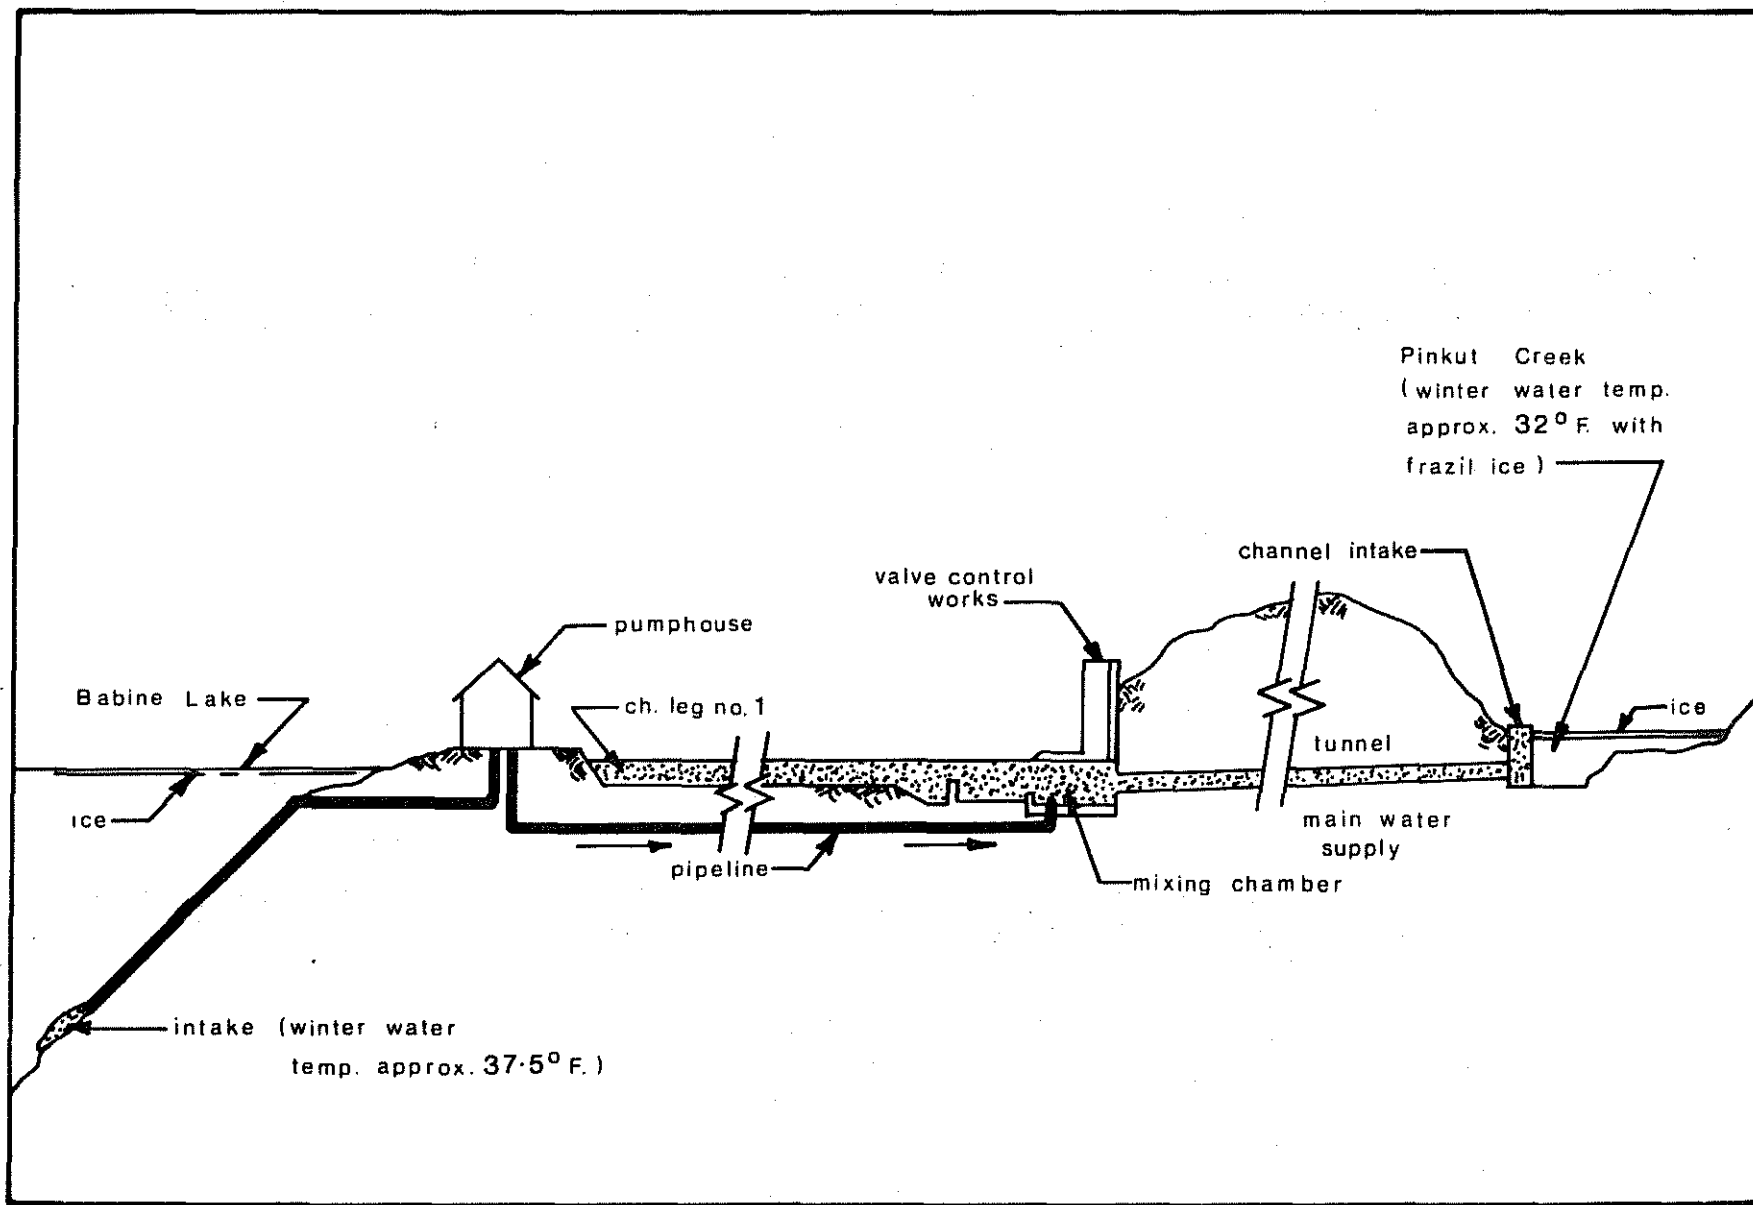 Pinkut Creek
(winter water temp.
approx. 32° F. with
frazil ice)
channel intake
valve control
works
pumphouse
Babine Lake
ch. leg no. 1
ice
tunnel
ice
main water
supply
pipeline
mixing chamber
intake (winter water
temp. approx. 37·5° F.)